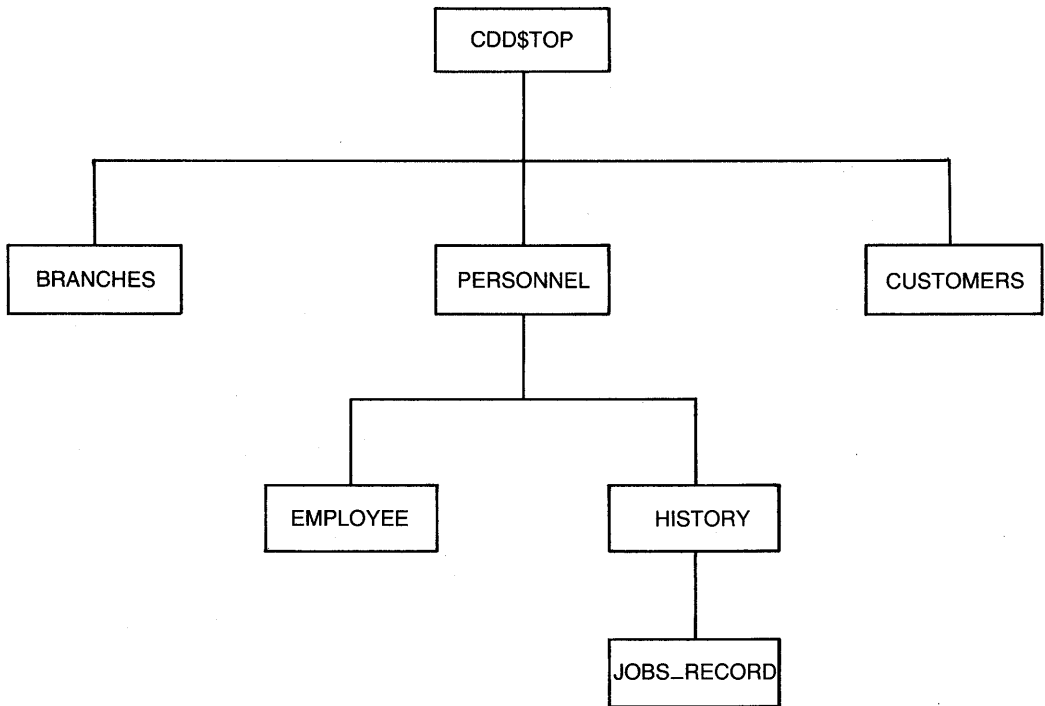 CDD$TOP
BRANCHES
PERSONNEL
CUSTOMERS
EMPLOYEE
HISTORY
JOBS_RECORD